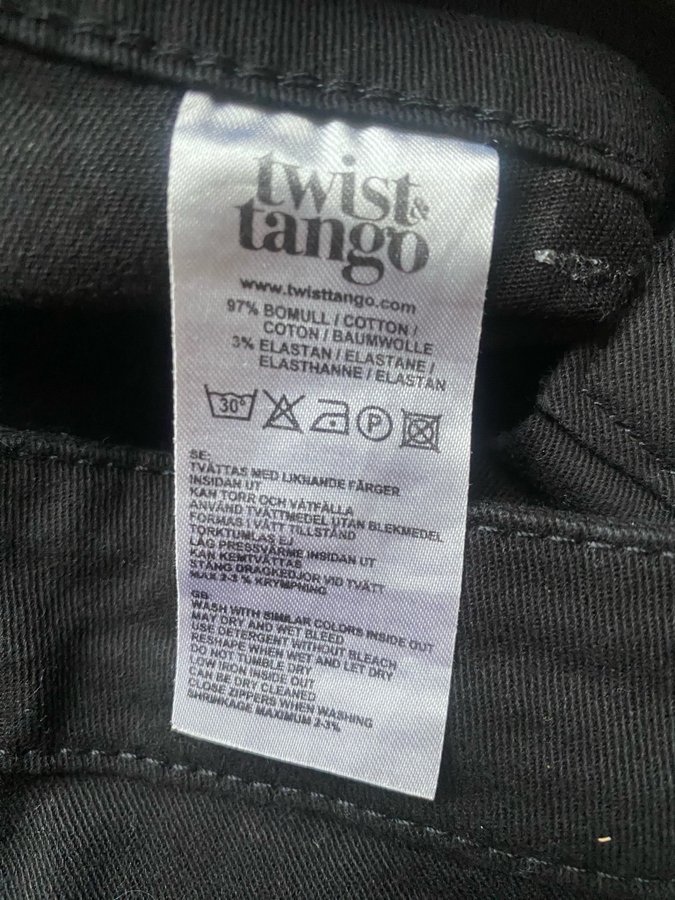 twist &
tango
www.twisttango.com
97% BOMULL / COTTON /
COTON / BAUMWOLLE
3% ELASTAN / ELASTANE /
ELASTHANNE / ELASTAN
30° P
SE:
TVÄTTAS MED LIKNANDE FÄRGER
INSIDAN UT
KAN TORR OCH VÅTFÄLLA
ANVÄND TVÄTTMEDEL UTAN BLEKMEDEL
FORMAS I VÅTT TILLSTÅND
TORKTUMLAS EJ
LÅG PRESSVÄRME INSIDAN UT
KAN KEMTVÄTTAS
STÄNG DRAGKEDJOR VID TVÄTT
MAX 2-3 % KRYMPNING
GB:
WASH WITH SIMILAR COLORS INSIDE OUT
MAY DRY AND WET BLEED
USE DETERGENT WITHOUT BLEACH
RESHAPE WHEN WET AND LET DRY
DO NOT TUMBLE DRY
LOW IRON INSIDE OUT
CAN BE DRY CLEANED
CLOSE ZIPPERS WHEN WASHING
SHRINKAGE MAXIMUM 2-3%